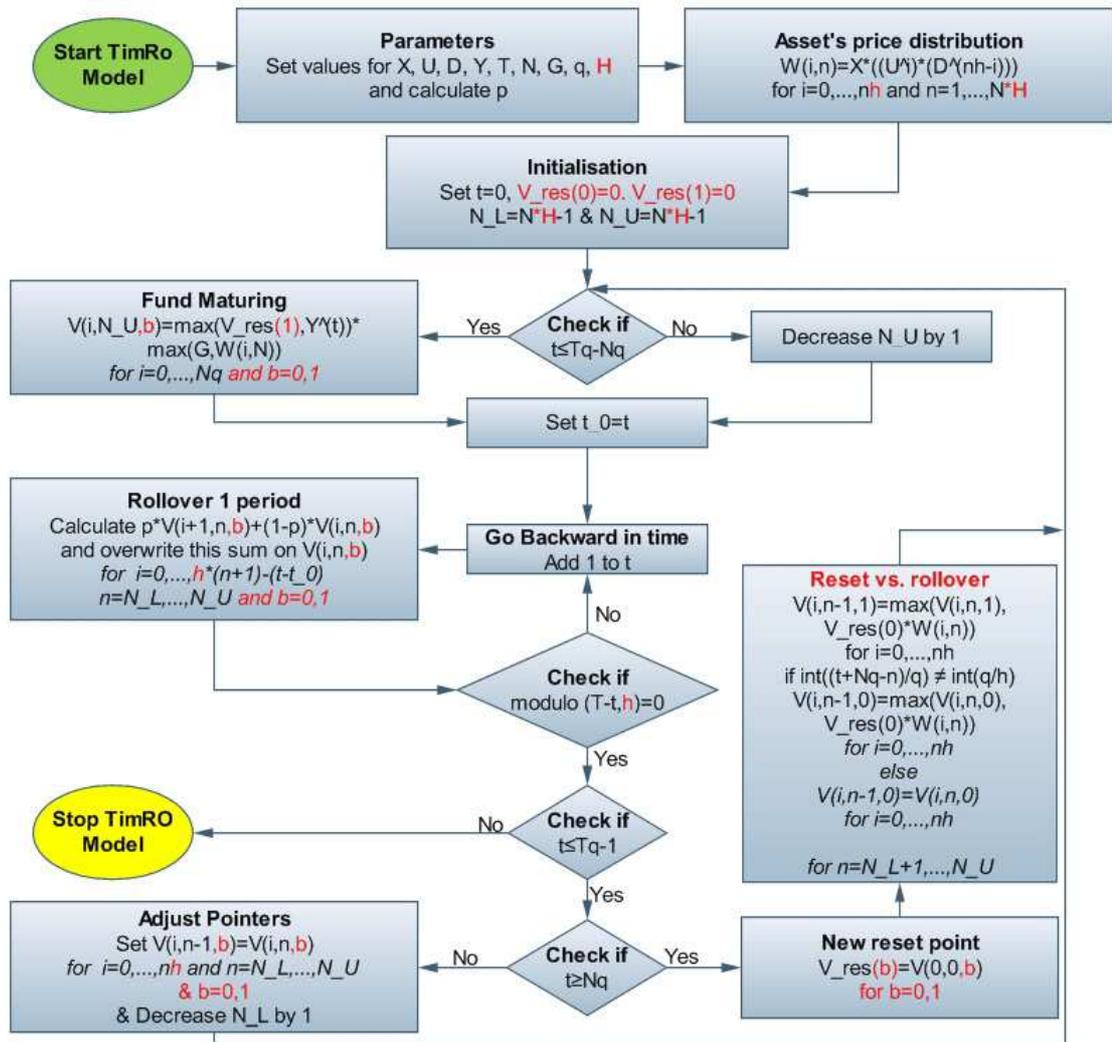 Start TimRo
Model
Parameters
Set values for X, U, D, Y, T, N, G, q, H
and calculate p
Asset's price distribution
W(i,n)=X*((U^i)*(D^(nh-i)))
for i=0,...,nh and n=1,...,N*H
Initialisation
Set t=0, V_res(0)=0. V_res(1)=0
N_L=N*H-1 & N_U=N*H-1
Fund Maturing
V(i,N_U,b)=max(V_res(1),Y^(t))*
max(G,W(i,N))
for i=0,...,Nq and b=0,1
Yes
Check if
t≤Tq-Nq
No
Decrease N_U by 1
Set t_0=t
Rollover 1 period
Calculate p*V(i+1,n,b)+(1-p)*V(i,n,b)
and overwrite this sum on V(i,n,b)
for i=0,...,h*(n+1)-(t-t_0)
n=N_L,...,N_U and b=0,1
Go Backward in time
Add 1 to t
No
Check if
modulo (T-t,h)=0
Yes
Reset vs. rollover
V(i,n-1,1)=max(V(i,n,1),
V_res(0)*W(i,n))
for i=0,...,nh
if int((t+Nq-n)/q) ≠ int(q/h)
V(i,n-1,0)=max(V(i,n,0),
V_res(0)*W(i,n))
for i=0,...,nh
else
V(i,n-1,0)=V(i,n,0)
for i=0,...,nh
for n=N_L+1,...,N_U
Stop TimRO
Model
No
Check if
t≤Tq-1
Yes
Adjust Pointers
Set V(i,n-1,b)=V(i,n,b)
for i=0,...,nh and n=N_L,...,N_U
& b=0,1
& Decrease N_L by 1
No
Check if
t≥Nq
Yes
New reset point
V_res(b)=V(0,0,b)
for b=0,1